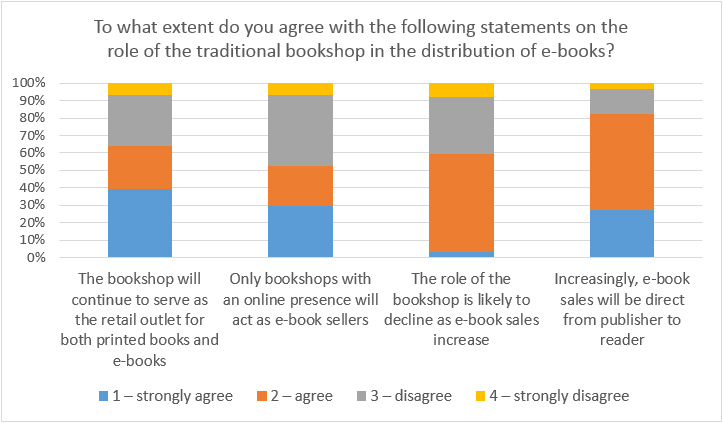 To what extent do you agree with the following statements on the
role of the traditional bookshop in the distribution of e-books?
100%
90%
80%
70%
60%
50%
40%
30%
20%
10%
0%
The bookshop will
continue to serve as
the retail outlet for
both printed books and
e-books
Only bookshops with
an online presence will
act as e-book sellers
The role of the
bookshop is likely to
decline as e-book sales
increase
Increasingly, e-book
sales will be direct
from publisher to
reader
1 – strongly agree
2 – agree
3 – disagree
4 – strongly disagree